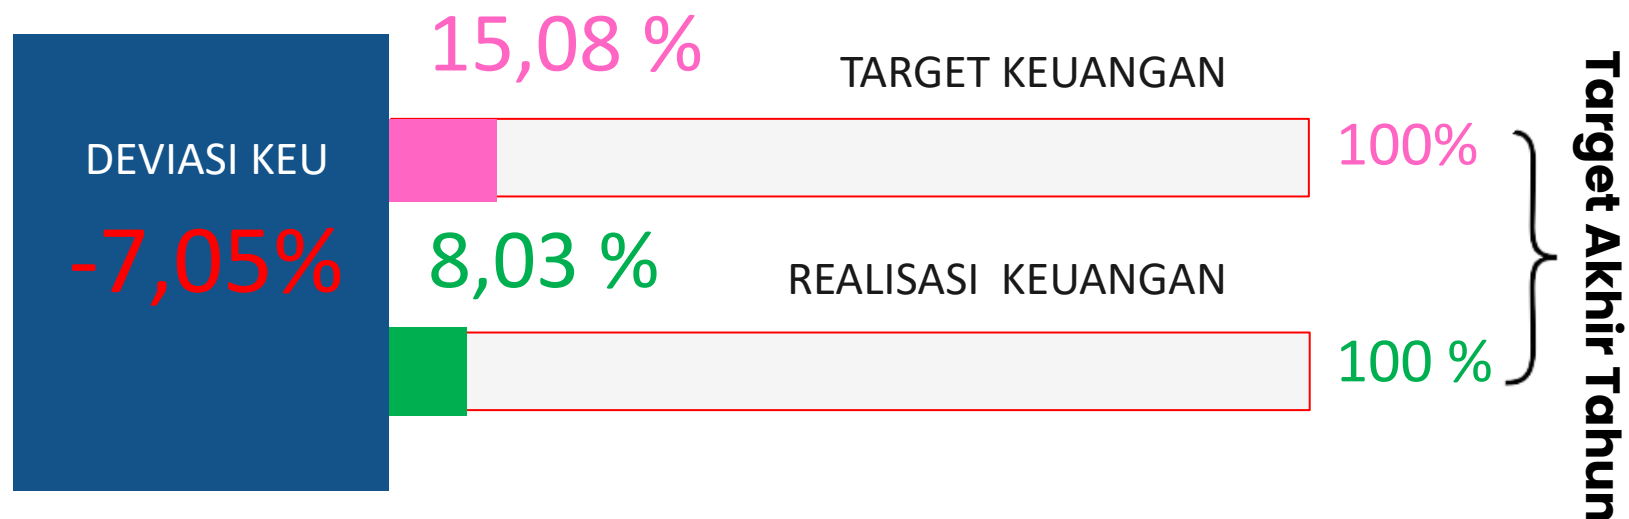 DEVIASI KEU
-7,05%
15,08 %
TARGET KEUANGAN
100%
8,03 %
REALISASI  KEUANGAN
100 %
Target Akhir Tahun